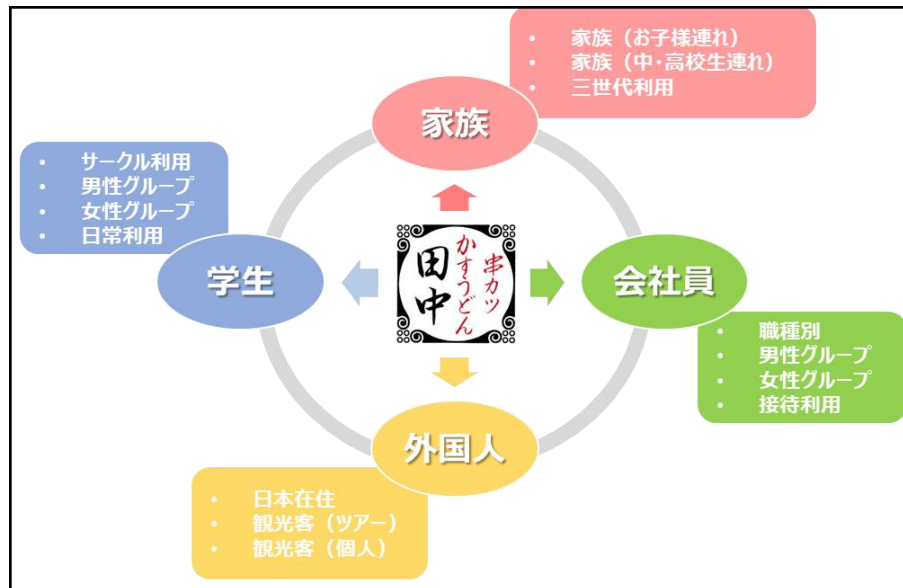 ・ 家族（お子様連れ）
・ 家族（中・高校生連れ）
・ 三世代利用
家族
・ サークル利用
・ 男性グループ
・ 女性グループ
・ 日常利用
学生
串カツ
かすうどん
田中
会社員
・ 職種別
・ 男性グループ
・ 女性グループ
・ 接待利用
外国人
・ 日本在住
・ 観光客（ツアー）
・ 観光客（個人）